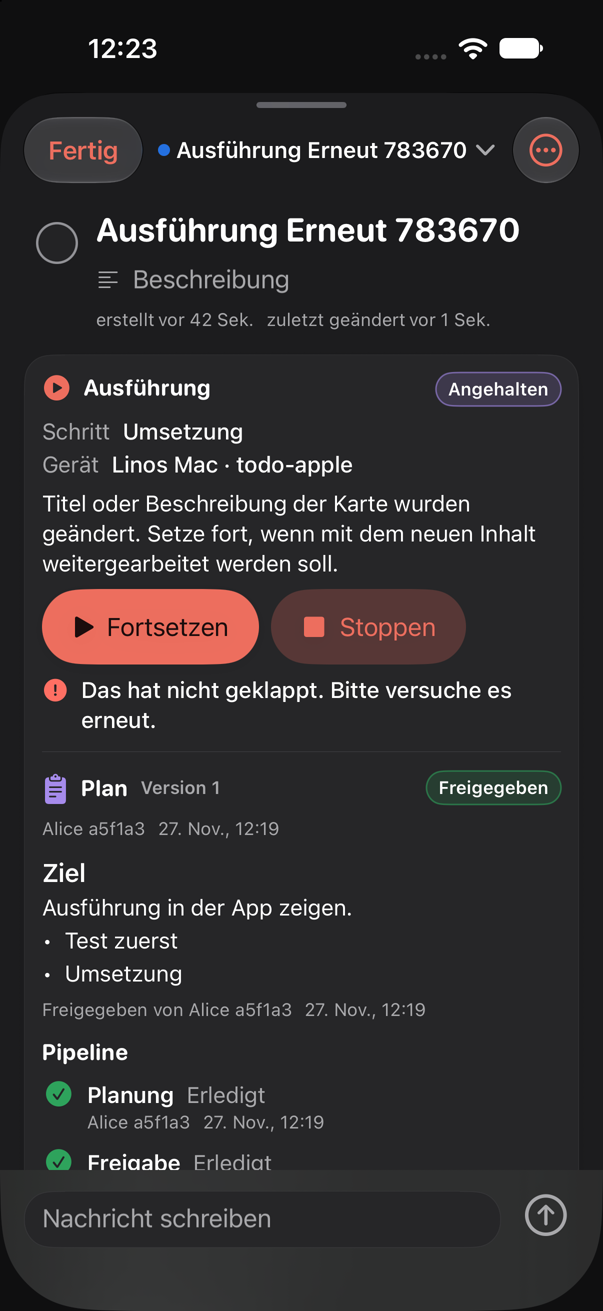 12:23
Fertig
Ausführung Erneut 783670
Ausführung Erneut 783670
Beschreibung
erstellt vor 42 Sek. zuletzt geändert vor 1 Sek.
Ausführung
Angehalten
Schritt Umsetzung
Gerät Linos Mac · todo-apple
Titel oder Beschreibung der Karte wurden
geändert. Setze fort, wenn mit dem neuen Inhalt
weitergearbeitet werden soll.
Fortsetzen
Stoppen
Das hat nicht geklappt. Bitte versuche es
erneut.
Plan Version 1
Freigegeben
Alice a5f1a3 27. Nov., 12:19
Ziel
Ausführung in der App zeigen.
• Test zuerst
• Umsetzung
Freigegeben von Alice a5f1a3 27. Nov., 12:19
Pipeline
Planung Erledigt
Alice a5f1a3 27. Nov., 12:19
Freigabe Erledigt
Nachricht schreiben